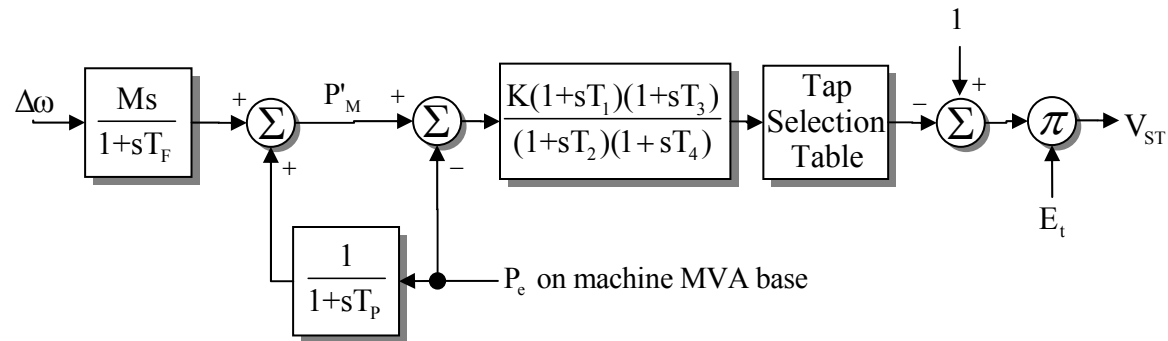 1
Δω
Ms
1+sT_F
+
Σ
+
P'_M
+
Σ
−
K(1+sT_1)(1+sT_3)
(1+sT_2)(1+sT_4)
Tap
Selection
Table
−
+
Σ
π
V_ST
E_t
1
1+sT_P
P_e on machine MVA base